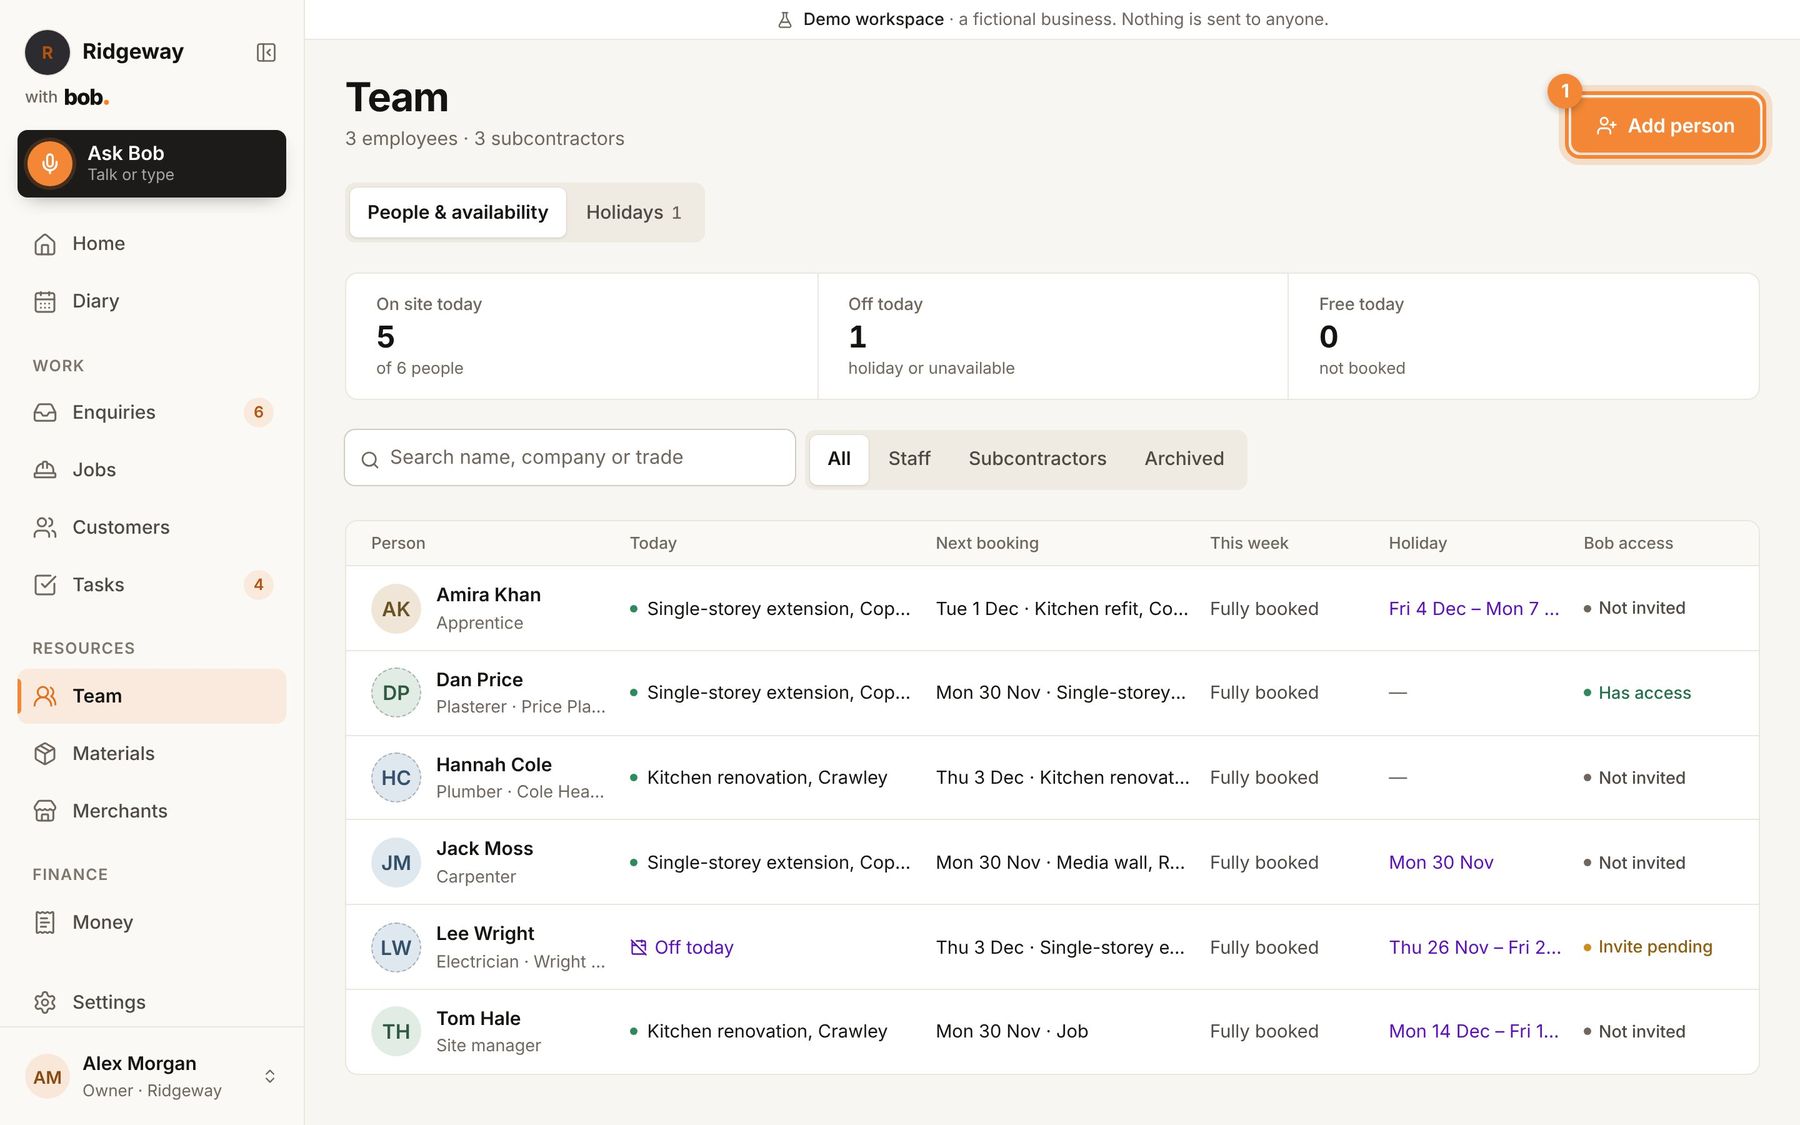 Demo workspace · a fictional business. Nothing is sent to anyone.
R
Ridgeway
with bob.
Ask Bob
Talk or type
Home
Diary
WORK
Enquiries 6
Jobs
Customers
Tasks 4
RESOURCES
Team
Materials
Merchants
FINANCE
Money
Settings
AM
Alex Morgan
Owner · Ridgeway
Team
3 employees · 3 subcontractors
1
Add person
People & availability
Holidays 1
On site today
5
of 6 people
Off today
1
holiday or unavailable
Free today
0
not booked
Search name, company or trade
All Staff Subcontractors Archived
Person Today Next booking This week Holiday Bob access
AK
Amira Khan
Apprentice
Single-storey extension, Cop... Tue 1 Dec · Kitchen refit, Co... Fully booked Fri 4 Dec – Mon 7 ... Not invited
DP
Dan Price
Plasterer · Price Pla...
Single-storey extension, Cop... Mon 30 Nov · Single-storey... Fully booked — Has access
HC
Hannah Cole
Plumber · Cole Hea...
Kitchen renovation, Crawley Thu 3 Dec · Kitchen renovat... Fully booked — Not invited
JM
Jack Moss
Carpenter
Single-storey extension, Cop... Mon 30 Nov · Media wall, R... Fully booked Mon 30 Nov Not invited
LW
Lee Wright
Electrician · Wright ...
Off today Thu 3 Dec · Single-storey e... Fully booked Thu 26 Nov – Fri 2... Invite pending
TH
Tom Hale
Site manager
Kitchen renovation, Crawley Mon 30 Nov · Job Fully booked Mon 14 Dec – Fri 1... Not invited